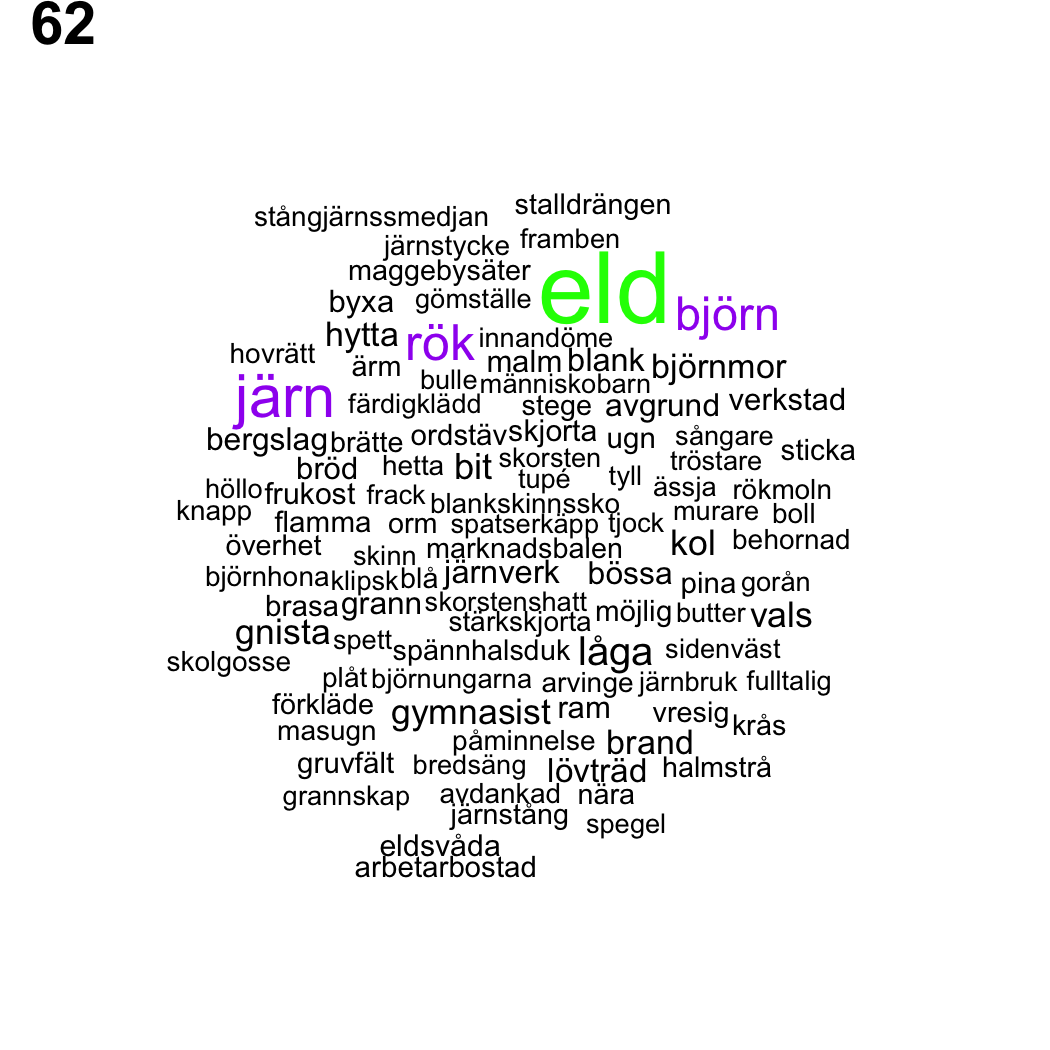 62
stångjärnssmedjan stalldrängen
järnstycke framben
maggebysäter eld
byxa gömställe björn
hytta rök innandöme
hovrätt ärm malm blank björnmor
järn bulle människobarn
färdigklädd stege avgrund verkstad
bergslag brätte ordstäv skjorta ugn sångare sticka
bröd hetta bit skorsten tröstare
höllo frukost frack tupé tyll ässja rökmoln
knapp blankskinnssko murare boll
flamma orm spatserkäpp tjock
överhet skinn marknadsbalen kol behornad
björnhona klipsk blå järnverk bössa pina gorån
brasa grann skorstenshatt möjlig butter vals
gnista spett stärkskjorta
skolgosse spännhalsduk låga sidenväst
plåt björnungarna arvinge järnbruk fulltalig
förkläde gymnasist ram vresig krås
masugn påminnelse brand
gruvfält bredsäng lövträd halmstrå
grannskap avdankad nära
järnstång spegel
eldsvåda
arbetarbostad